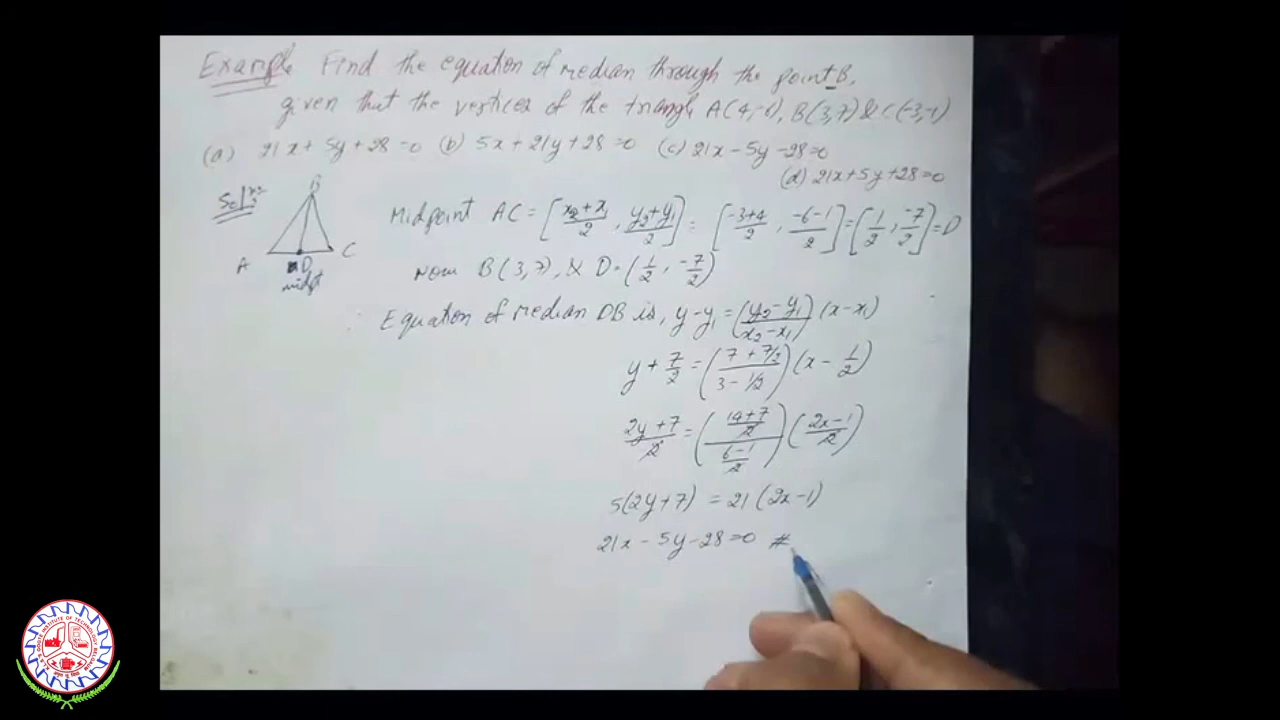 Example Find the equation of median through the point B,
given that the vertices of the triangle A(4,-6), B(3,7) & C(-3,-1)
(a) 21x + 5y + 28 = 0 (b) 5x + 21y + 28 = 0 (c) 21x - 5y - 28 = 0
(d) 21x + 5y + 28 = 0
Sol
B
A
C
D
midpt
Midpoint AC = [x2+x1/2 , y2+y1/2] = [-3+4/2 , -6-1/2] = [1/2 , -7/2] = D
Now B(3,7), & D = (1/2 , -7/2)
∴ Equation of median DB is, y - y1 = (y2 - y1/x2 - x1) (x - x1)
y + 7/2 = (7 + 7/2/3 - 1/2) (x - 1/2)
2y + 7/2 = (14+7/2/6-1/2) (2x-1/2)
5(2y+7) = 21(2x-1)
21x - 5y - 28 = 0 #